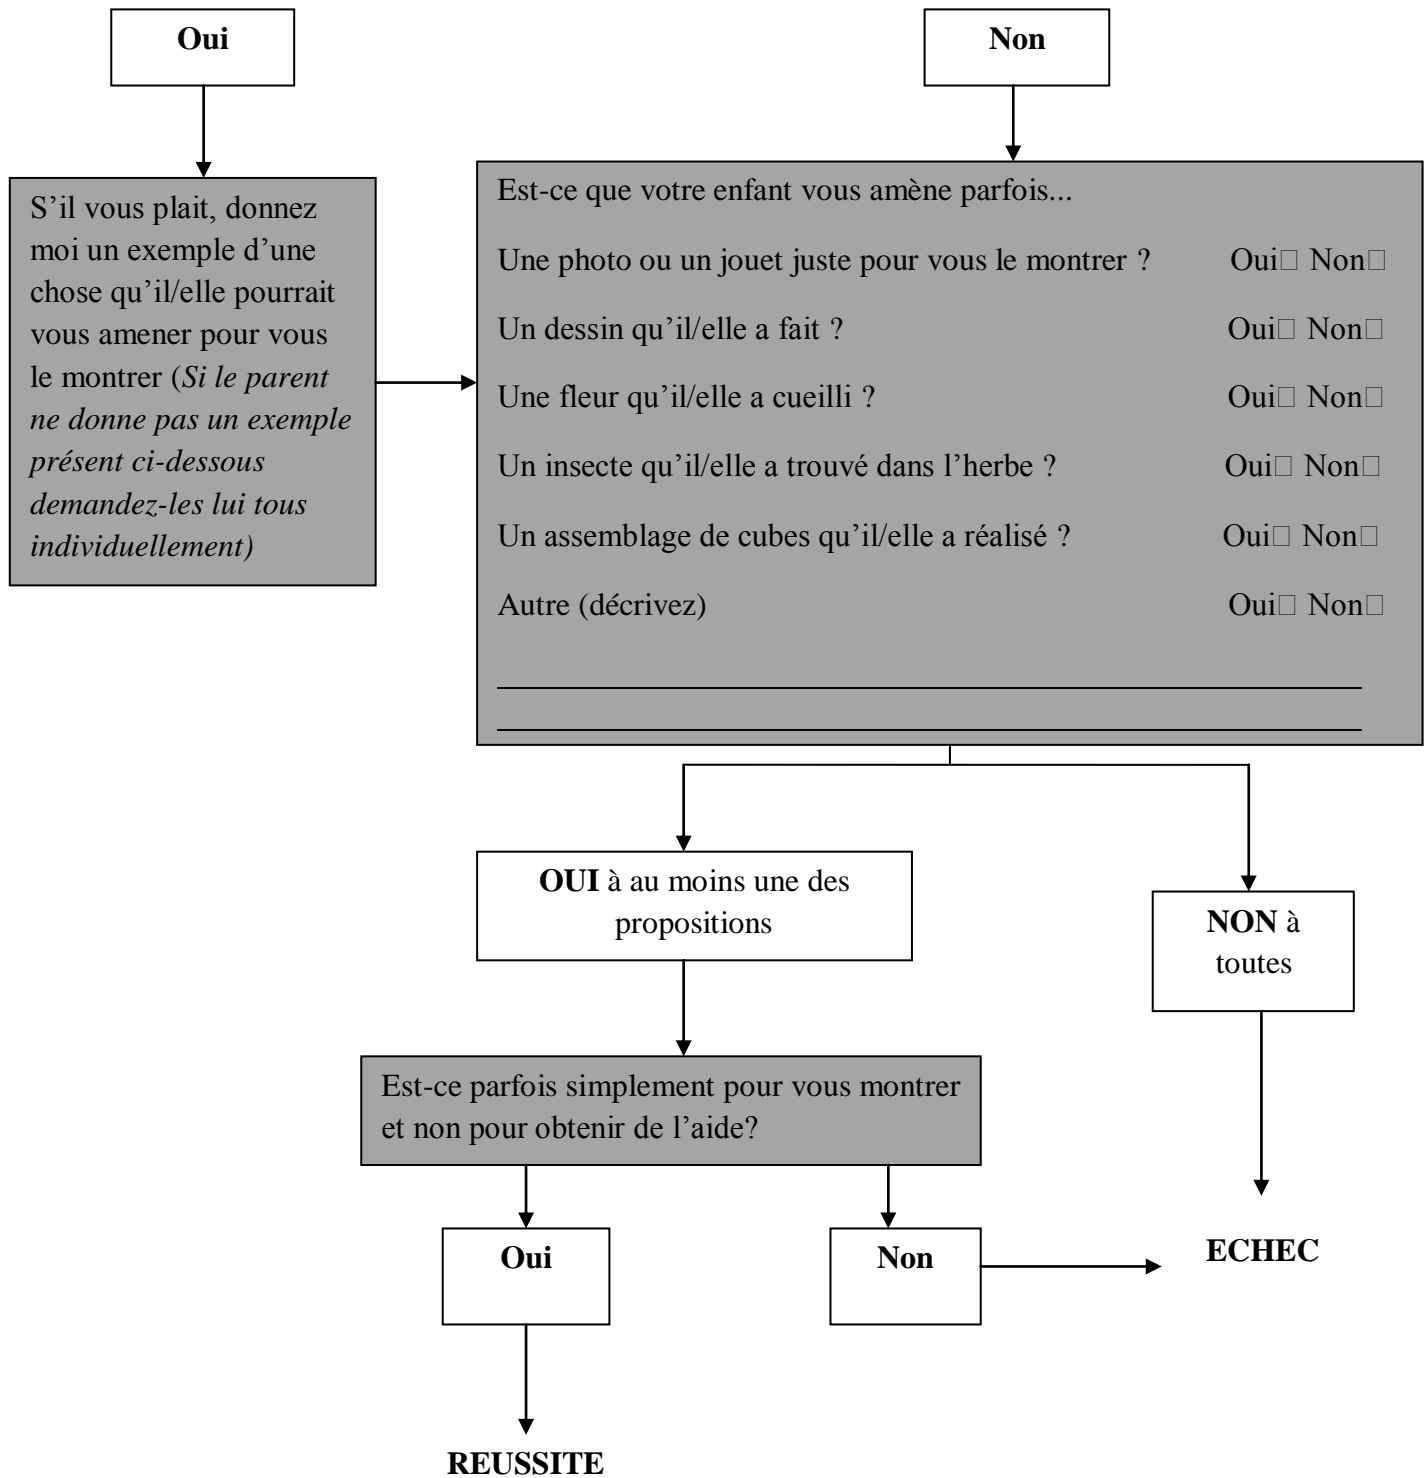 Oui
Non
S’il vous plait, donnez
moi un exemple d’une
chose qu’il/elle pourrait
vous amener pour vous
le montrer (Si le parent
ne donne pas un exemple
présent ci-dessous
demandez-les lui tous
individuellement)
Est-ce que votre enfant vous amène parfois...
Une photo ou un jouet juste pour vous le montrer ? Oui□ Non□
Un dessin qu’il/elle a fait ? Oui□ Non□
Une fleur qu’il/elle a cueilli ? Oui□ Non□
Un insecte qu’il/elle a trouvé dans l’herbe ? Oui□ Non□
Un assemblage de cubes qu’il/elle a réalisé ? Oui□ Non□
Autre (décrivez) Oui□ Non□
OUI à au moins une des
propositions
NON à
toutes
Est-ce parfois simplement pour vous montrer
et non pour obtenir de l’aide?
Oui
Non
ECHEC
REUSSITE